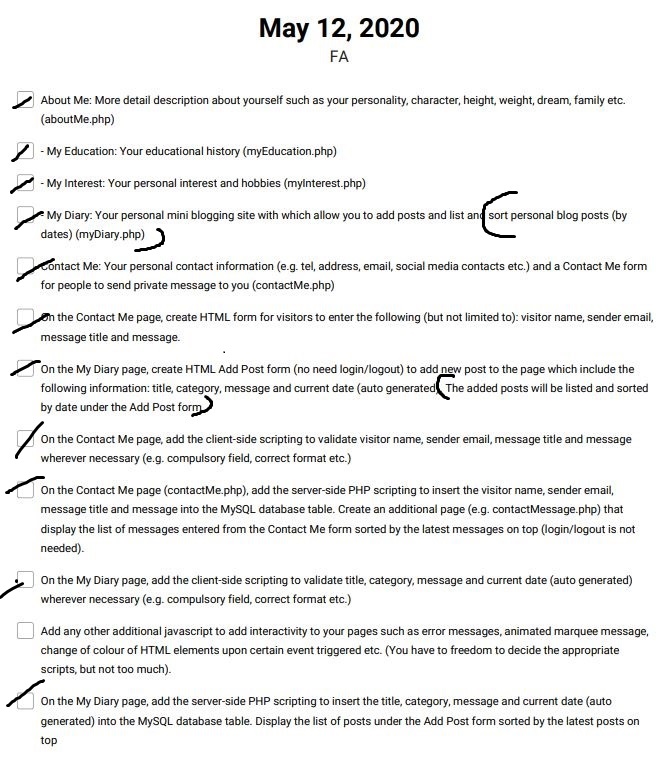 May 12, 2020
FA
About Me: More detail description about yourself such as your personality, character, height, weight, dream, family etc.
(aboutMe.php)
- My Education: Your educational history (myEducation.php)
- My Interest: Your personal interest and hobbies (myInterest.php)
- My Diary: Your personal mini blogging site with which allow you to add posts and list and sort personal blog posts (by
dates) (myDiary.php)
Contact Me: Your personal contact information (e.g. tel, address, email, social media contacts etc.) and a Contact Me form
for people to send private message to you (contactMe.php)
On the Contact Me page, create HTML form for visitors to enter the following (but not limited to): visitor name, sender email,
message title and message.
On the My Diary page, create HTML Add Post form (no need login/logout) to add new post to the page which include the
following information: title, category, message and current date (auto generated). The added posts will be listed and sorted
by date under the Add Post form.
On the Contact Me page, add the client-side scripting to validate visitor name, sender email, message title and message
wherever necessary (e.g. compulsory field, correct format etc.)
On the Contact Me page (contactMe.php), add the server-side PHP scripting to insert the visitor name, sender email,
message title and message into the MySQL database table. Create an additional page (e.g. contactMessage.php) that
display the list of messages entered from the Contact Me form sorted by the latest messages on top (login/logout is not
needed).
On the My Diary page, add the client-side scripting to validate title, category, message and current date (auto generated)
wherever necessary (e.g. compulsory field, correct format etc.)
Add any other additional javascript to add interactivity to your pages such as error messages, animated marquee message,
change of colour of HTML elements upon certain event triggered etc. (You have to freedom to decide the appropriate
scripts, but not too much).
On the My Diary page, add the server-side PHP scripting to insert the title, category, message and current date (auto
generated) into the MySQL database table. Display the list of posts under the Add Post form sorted by the latest posts on
top